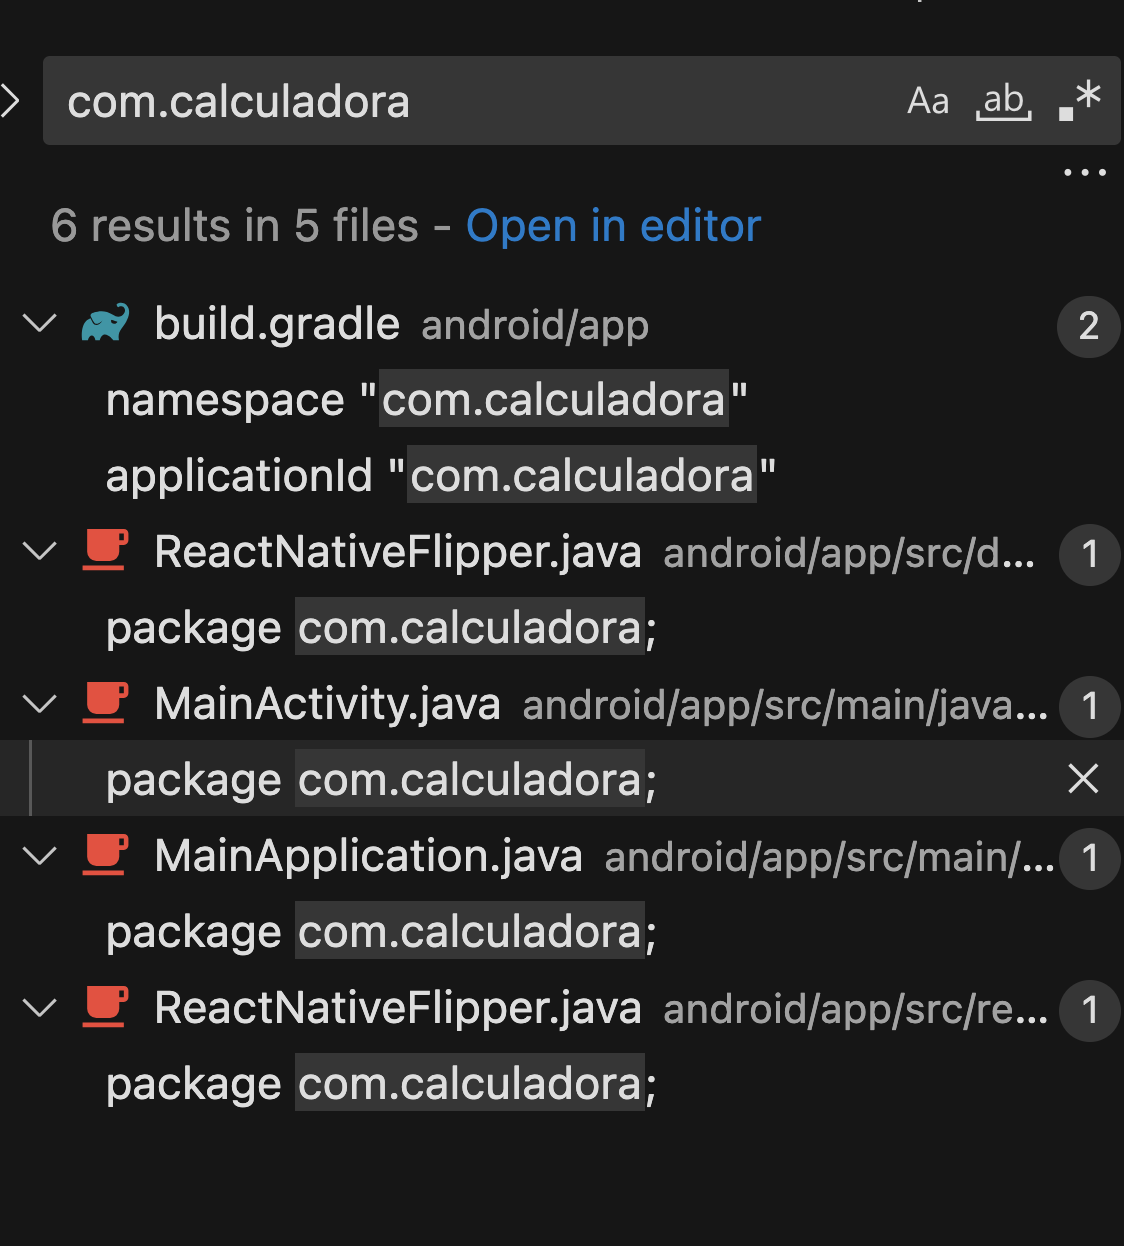 com.calculadora Aa ab .*
...
6 results in 5 files - Open in editor
build.gradle android/app 2
namespace "com.calculadora"
applicationId "com.calculadora"
ReactNativeFlipper.java android/app/src/d... 1
package com.calculadora;
MainActivity.java android/app/src/main/java... 1
package com.calculadora;
MainApplication.java android/app/src/main/... 1
package com.calculadora;
ReactNativeFlipper.java android/app/src/re... 1
package com.calculadora;